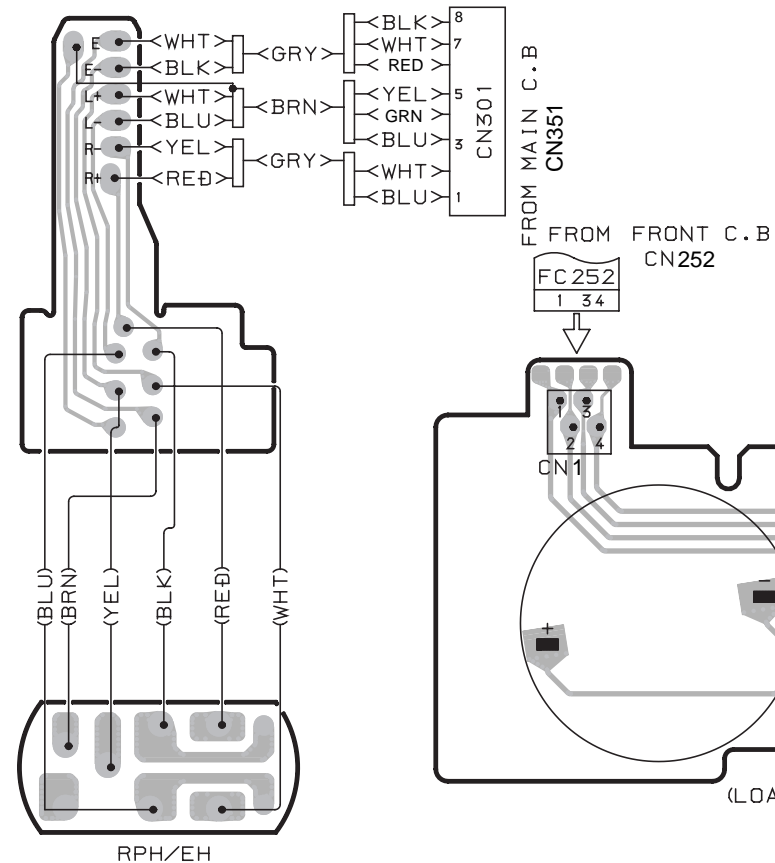 E <WHT>
<GRY>
<BLK> 8
<WHT> 7
< RED >
E- <BLK>
L+ <WHT>
<BRN>
<YEL> 5
< GRN >
<BLU> 3
L- <BLU>
R- <YEL>
<GRY>
<WHT>
<BLU> 1
R+ <RED>
CN301
FROM MAIN C.B
CN351
FROM FRONT C.B
CN252
FC252
1 34
1 3
2 4
CN1
+
−
(BLU)
(BRN)
(YEL)
(BLK)
(RED)
(WHT)
(LOA
RPH/EH